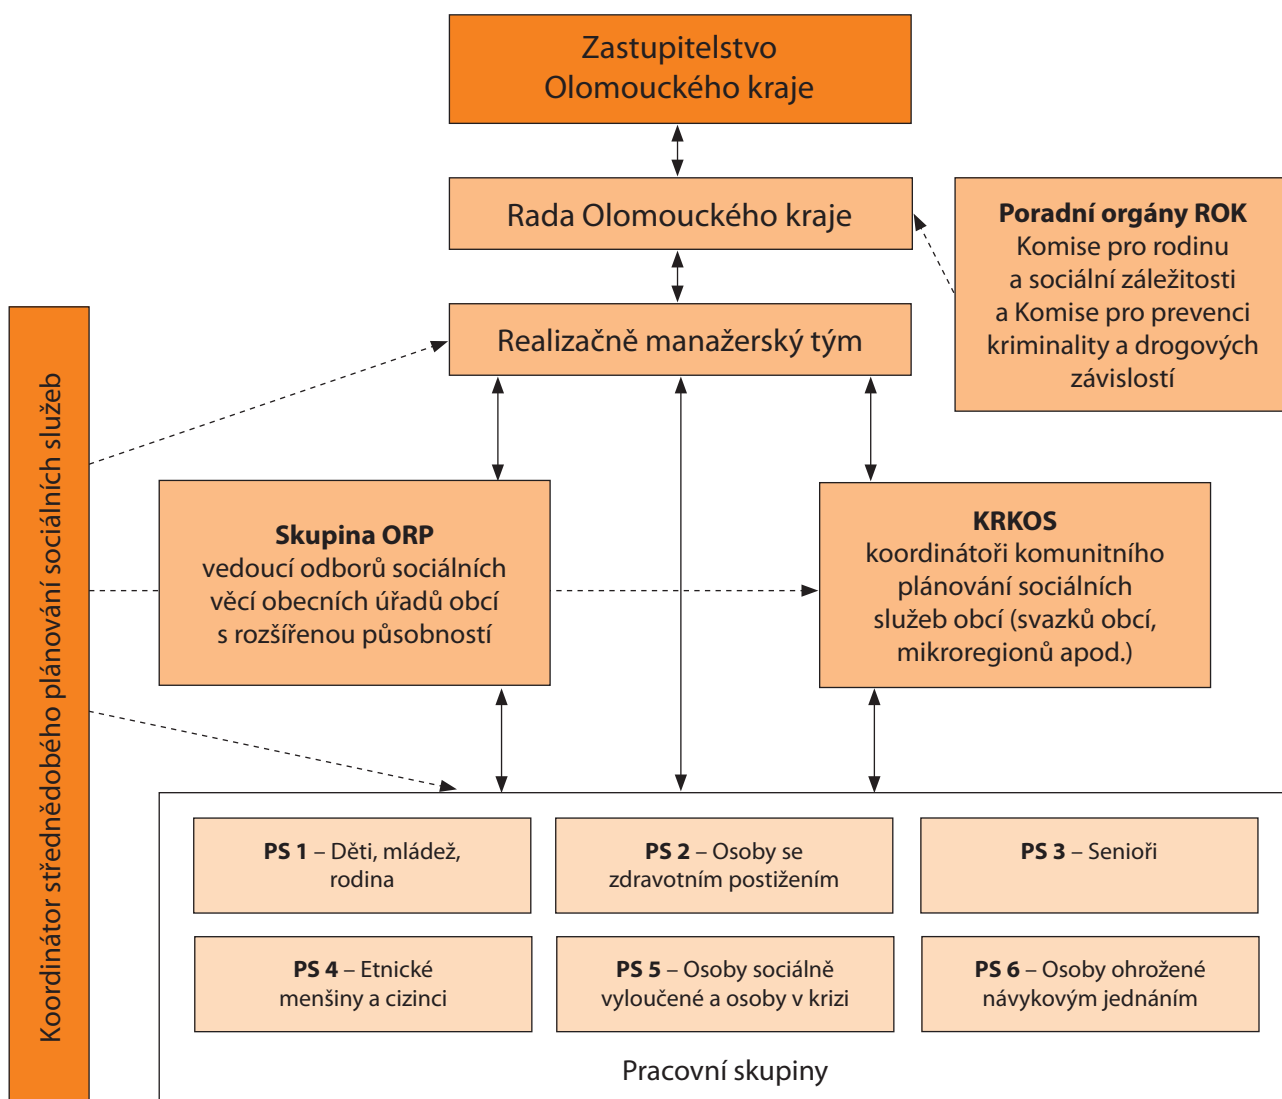 Zastupitelstvo
Olomouckého kraje
Rada Olomouckého kraje
Poradní orgány ROK
Komise pro rodinu
a sociální záležitosti
a Komise pro prevenci
kriminality a drogových
závislostí
Realizačně manažerský tým
Koordinátor střednědobého plánování sociálních služeb
Skupina ORP
vedoucí odborů sociálních
věcí obecních úřadů obcí
s rozšířenou působností
KRKOS
koordinátoři komunitního
plánování sociálních
služeb obcí (svazků obcí,
mikroregionů apod.)
PS 1 – Děti, mládež,
rodina
PS 2 – Osoby se
zdravotním postižením
PS 3 – Senioři
PS 4 – Etnické
menšiny a cizinci
PS 5 – Osoby sociálně
vyloučené a osoby v krizi
PS 6 – Osoby ohrožené
návykovým jednáním
Pracovní skupiny